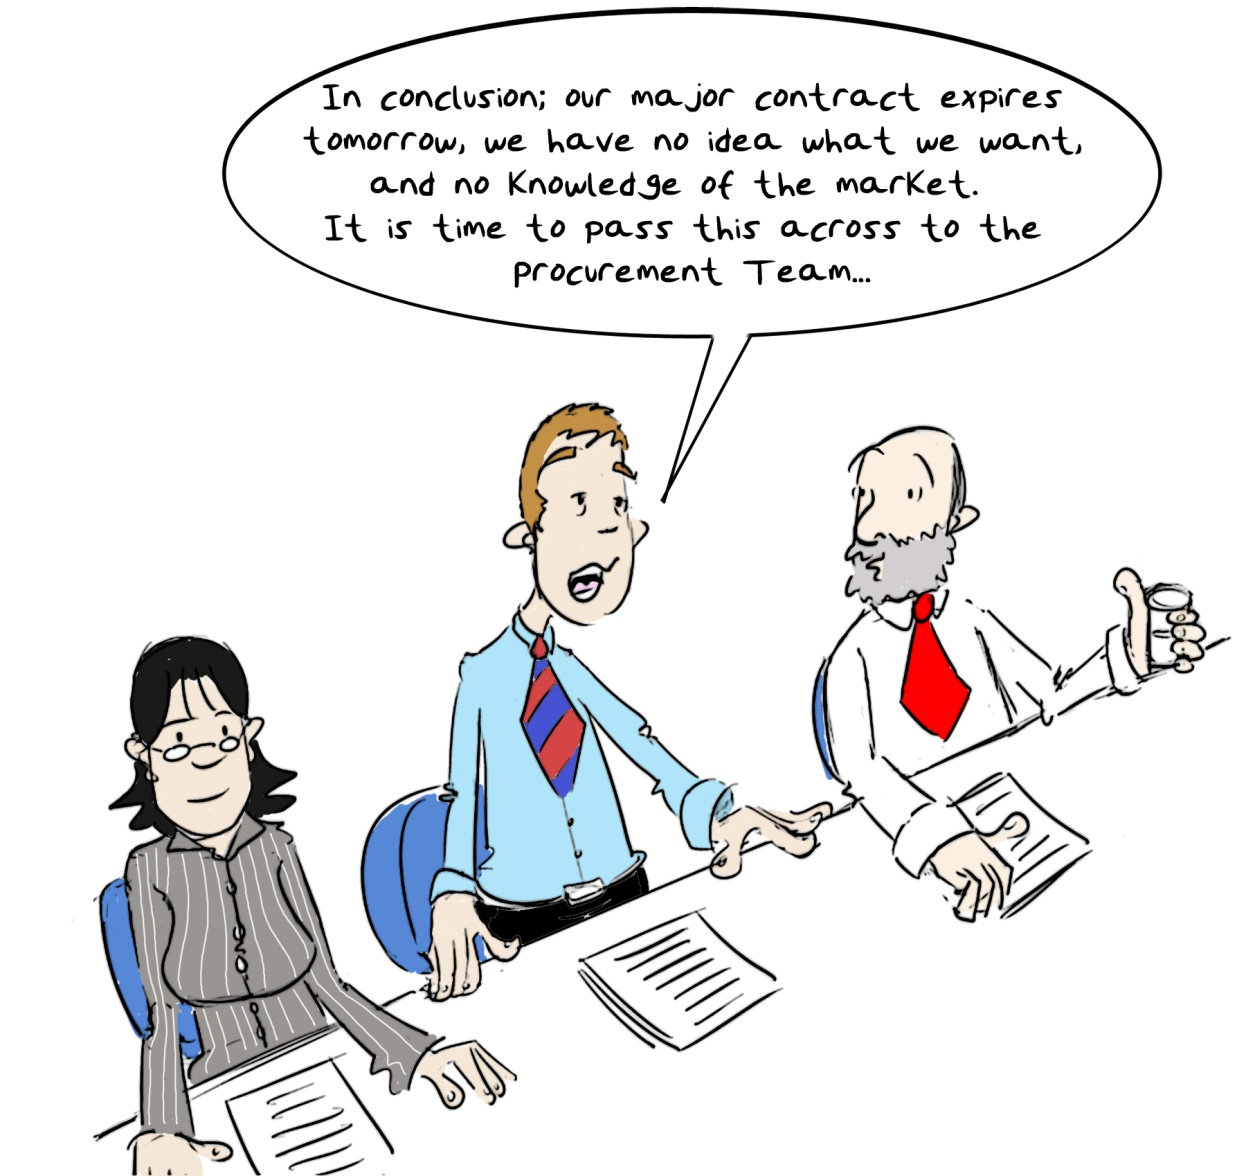 In conclusion; our major contract expires
tomorrow, we have no idea what we want,
and no Knowledge of the market.
It is time to pass this across to the
Procurement Team...